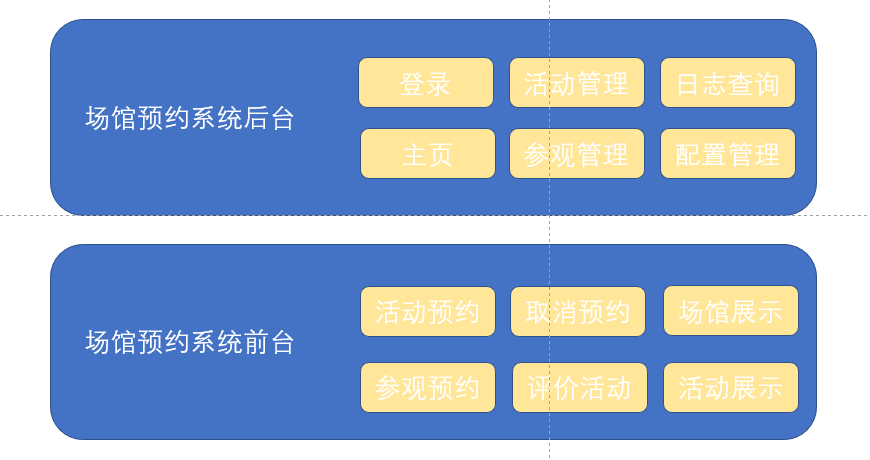 场馆预约系统后台
登录
活动管理
日志查询
主页
参观管理
配置管理
场馆预约系统前台
活动预约
取消预约
场馆展示
参观预约
评价活动
活动展示